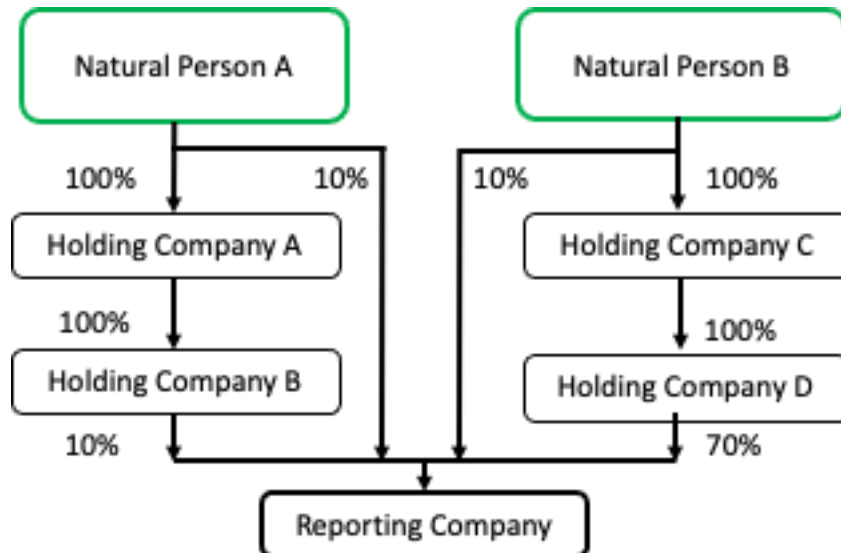 Natural Person A
Natural Person B
100%
10%
10%
100%
Holding Company A
Holding Company C
100%
100%
Holding Company B
Holding Company D
10%
70%
Reporting Company